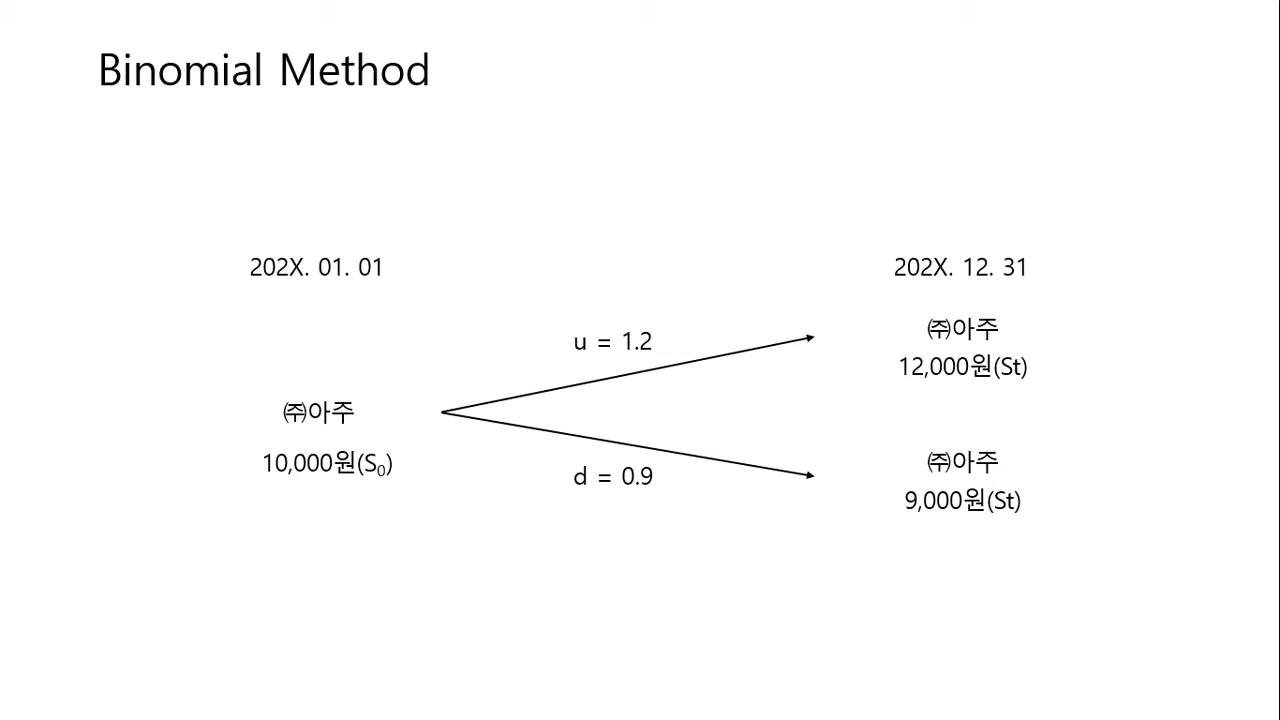 Binomial Method
202X. 01. 01
202X. 12. 31
u = 1.2
㈜아주
12,000원(St)
㈜아주
10,000원(S₀)
d = 0.9
㈜아주
9,000원(St)